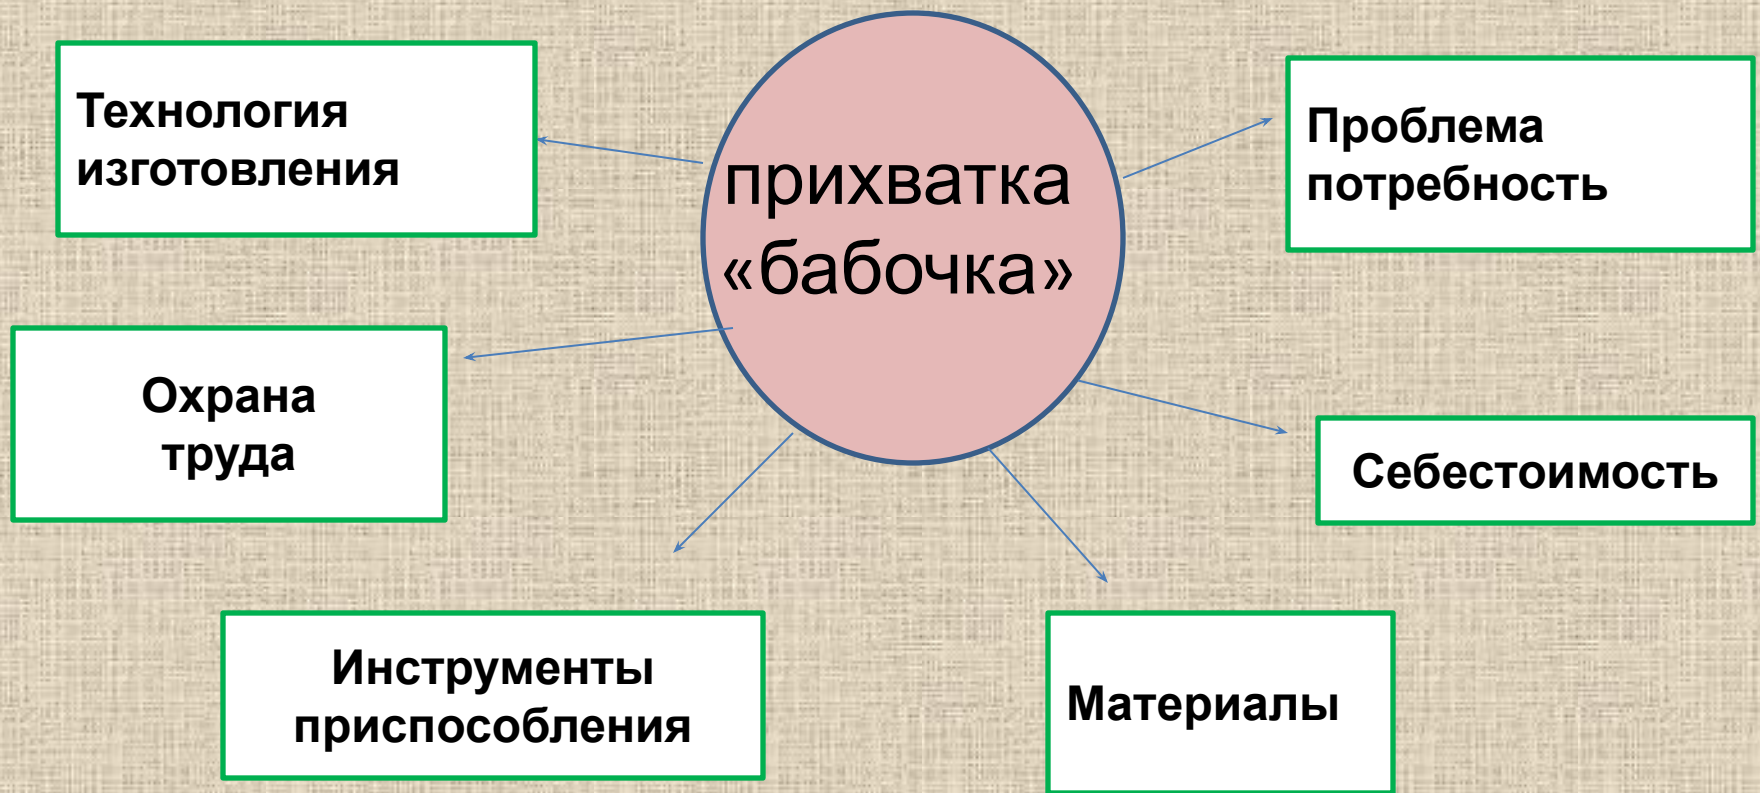 Технология
изготовления
прихватка
«бабочка»
Проблема
потребность
Охрана
труда
Себестоимость
Инструменты
приспособления
Материалы